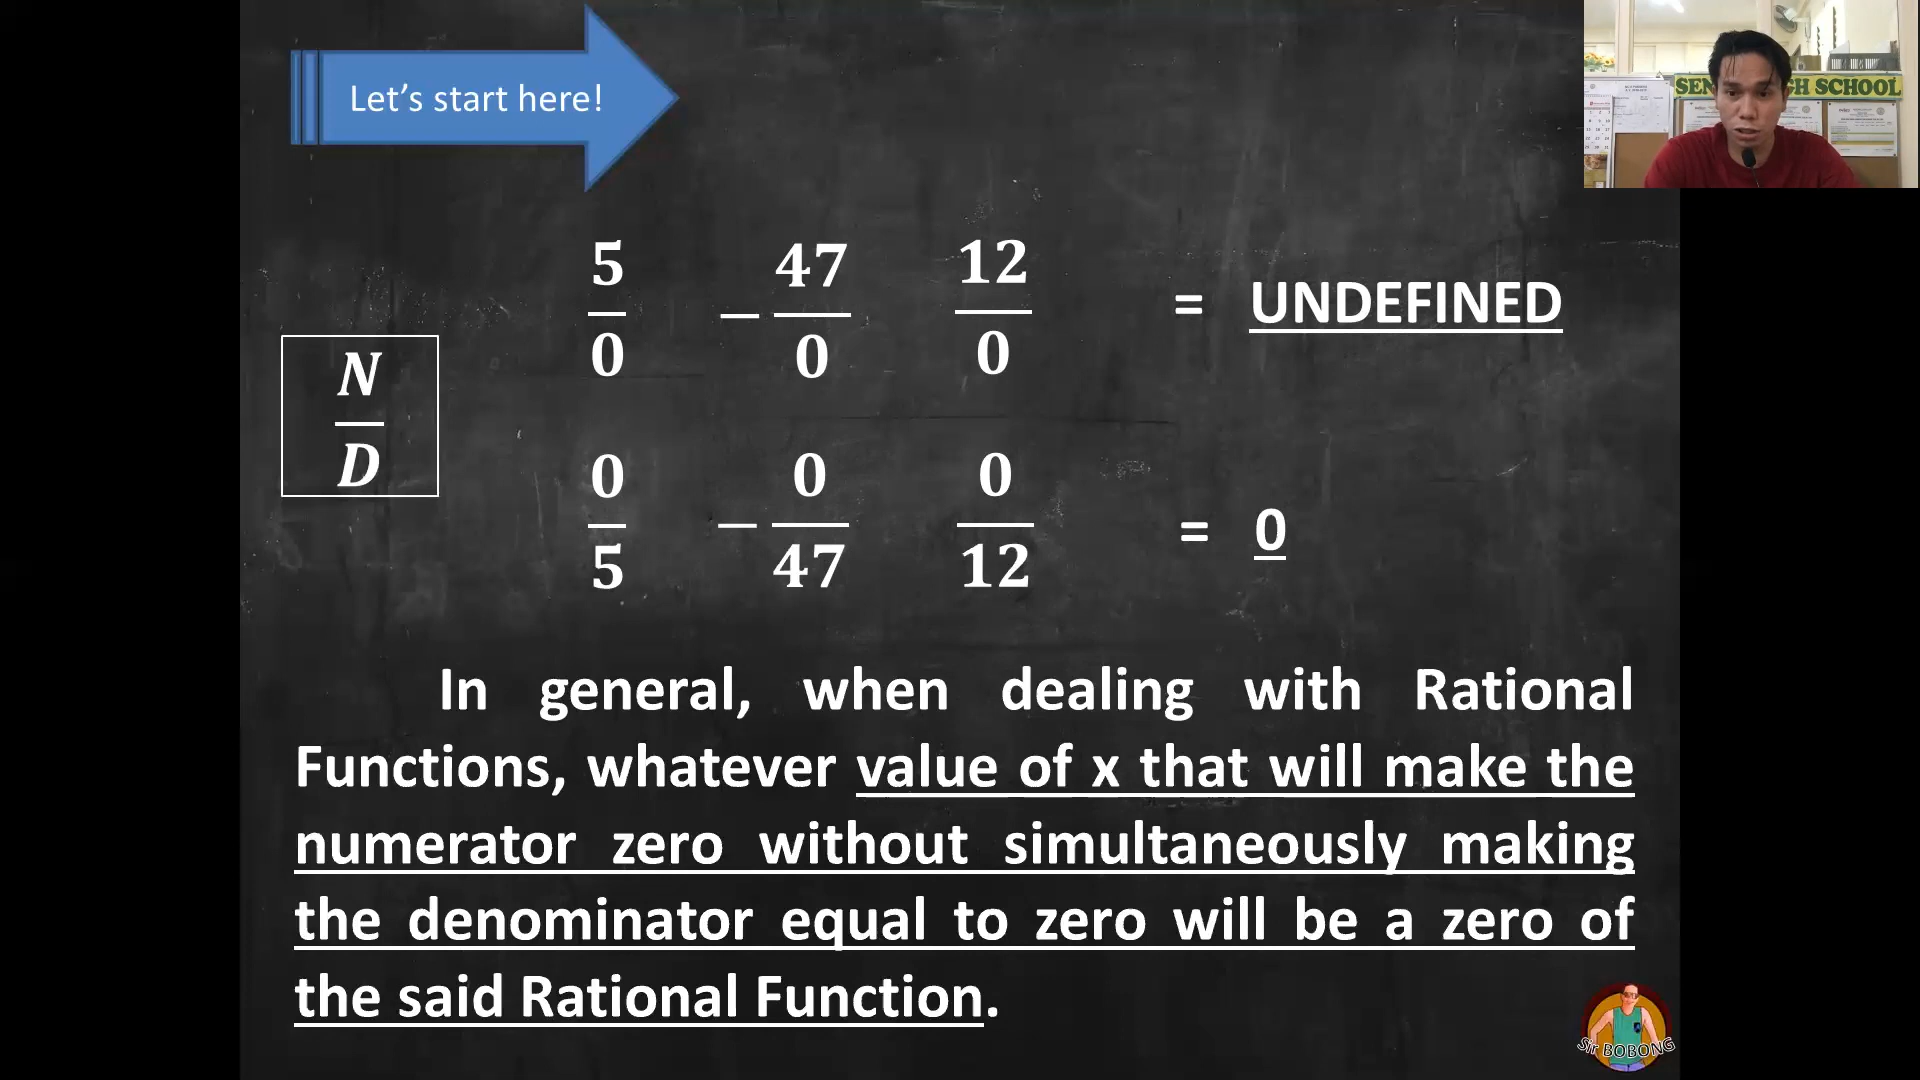 Let's start here!
SEN GH SCHOOL
5/0 −47/0 12/0 = UNDEFINED
N/D
0/5 −0/47 0/12 = 0
In general, when dealing with Rational
Functions, whatever value of x that will make the
numerator zero without simultaneously making
the denominator equal to zero will be a zero of
the said Rational Function.
Sir BOBONG